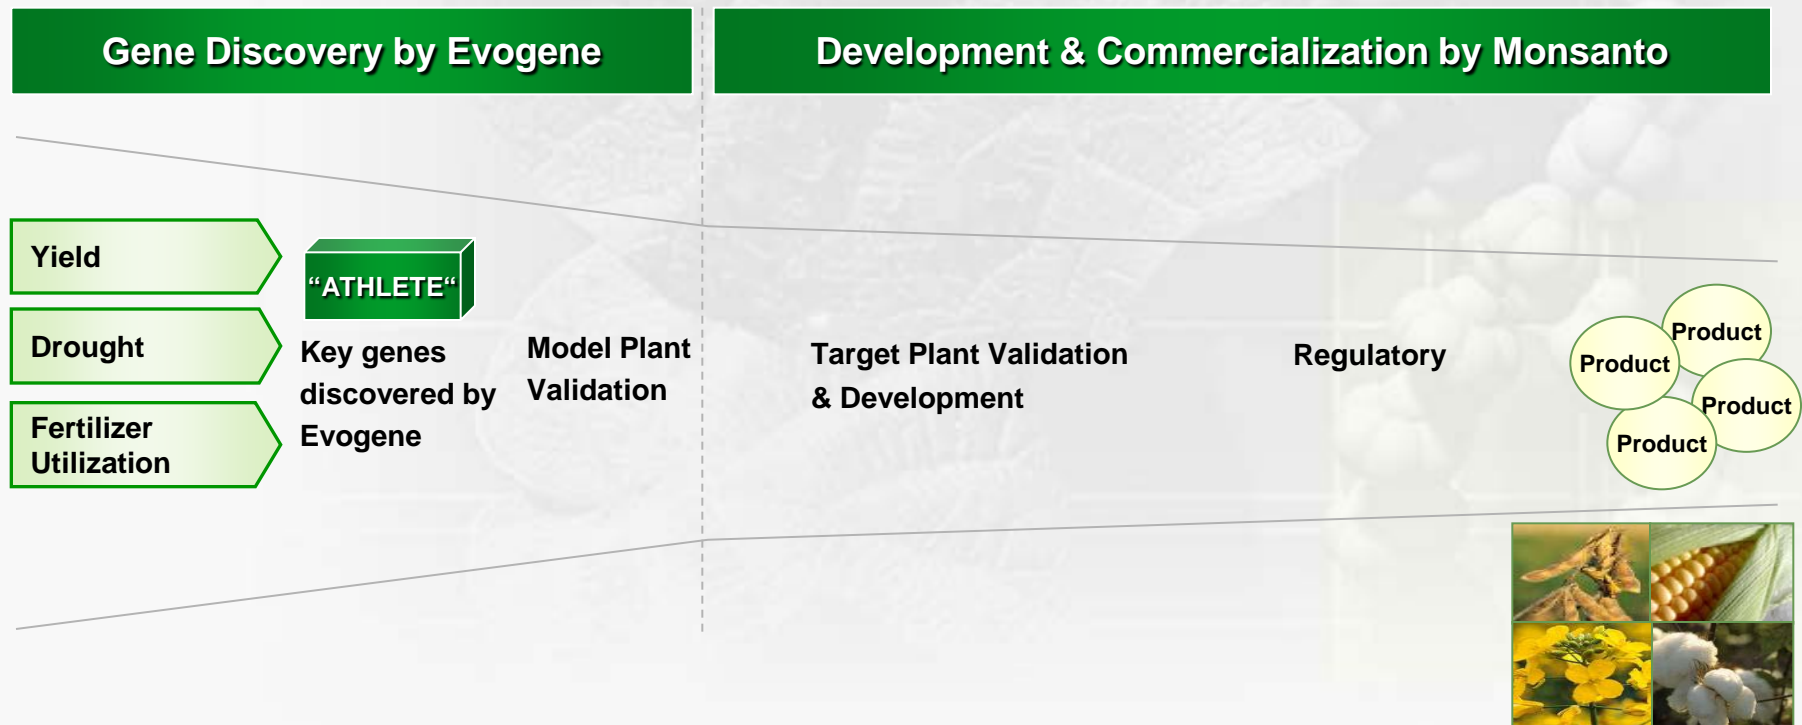 Gene Discovery by Evogene
Development & Commercialization by Monsanto
Yield
Drought
Fertilizer
Utilization
“ATHLETE“
Key genes
discovered by
Evogene
Model Plant
Validation
Target Plant Validation
& Development
Regulatory
Product
Product
Product
Product